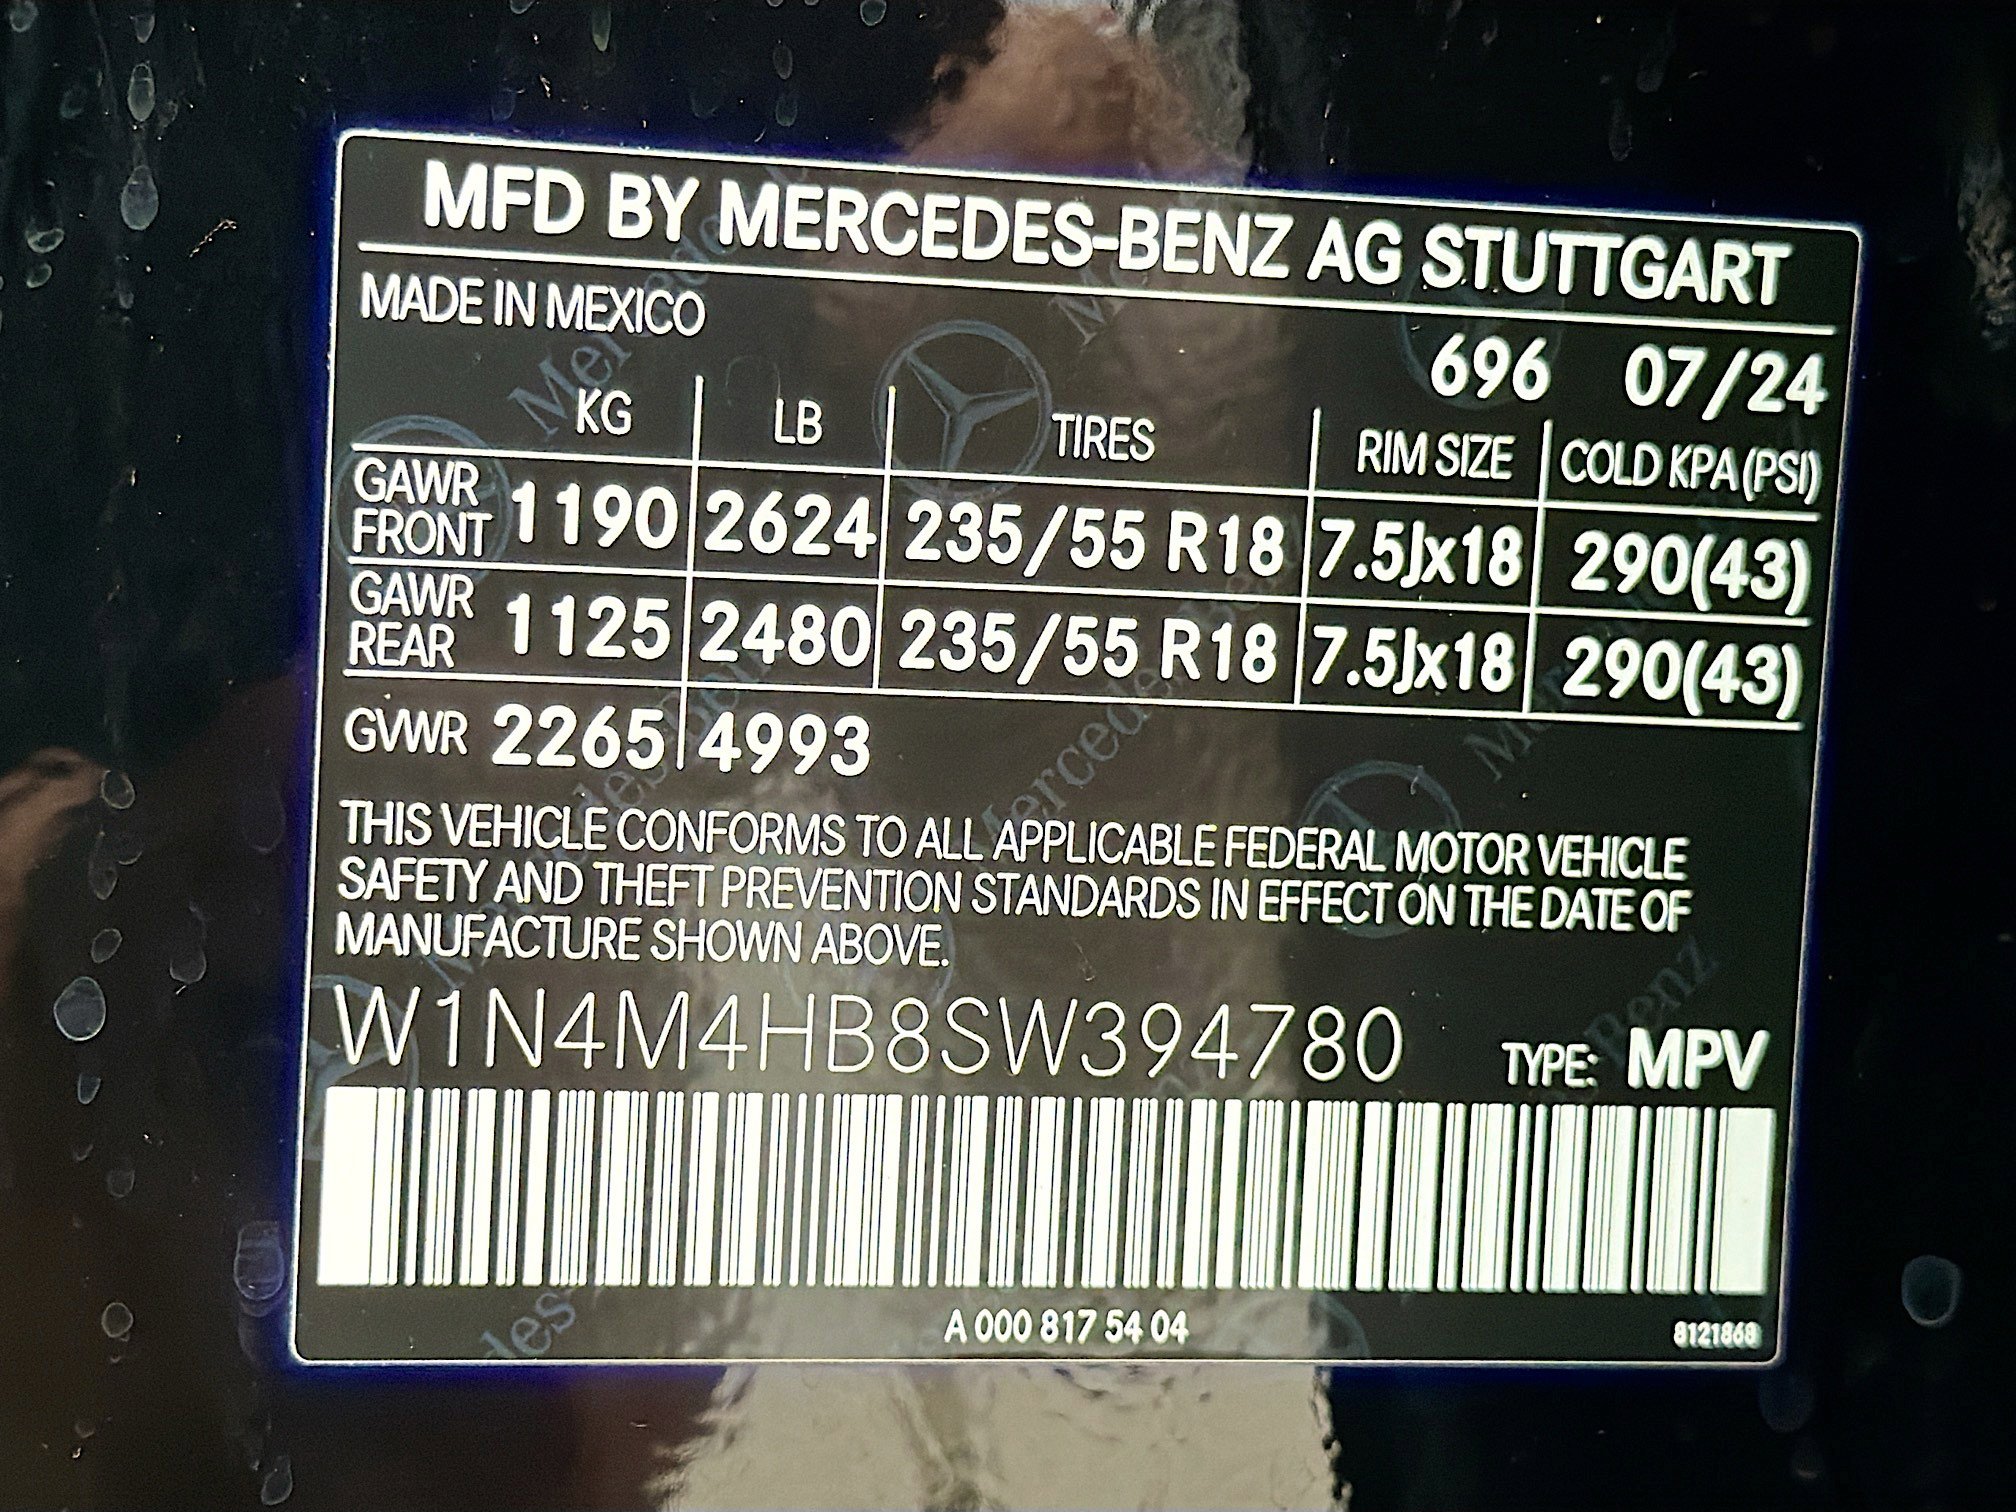 MFD BY MERCEDES-BENZ AG STUTTGART
MADE IN MEXICO
696 07/24
KG LB TIRES RIM SIZE COLD KPA(PSI)
GAWR FRONT 1190 2624 235/55 R18 7.5Jx18 290(43)
GAWR REAR 1125 2480 235/55 R18 7.5Jx18 290(43)
GVWR 2265 4993
THIS VEHICLE CONFORMS TO ALL APPLICABLE FEDERAL MOTOR VEHICLE
SAFETY AND THEFT PREVENTION STANDARDS IN EFFECT ON THE DATE OF
MANUFACTURE SHOWN ABOVE.
W1N4M4HB8SW394780 TYPE: MPV
A 000 817 54 04 8121868